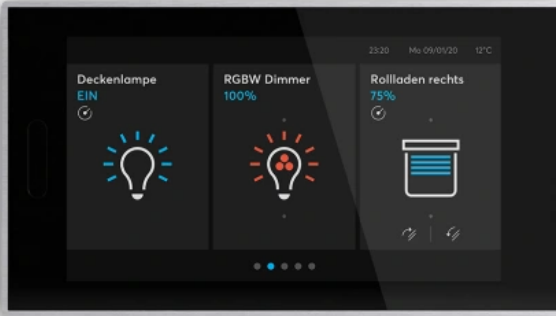 23:20 Mo 09/01/20 12°C
Deckenlampe
EIN
RGBW Dimmer
100%
Rollladen rechts
75%